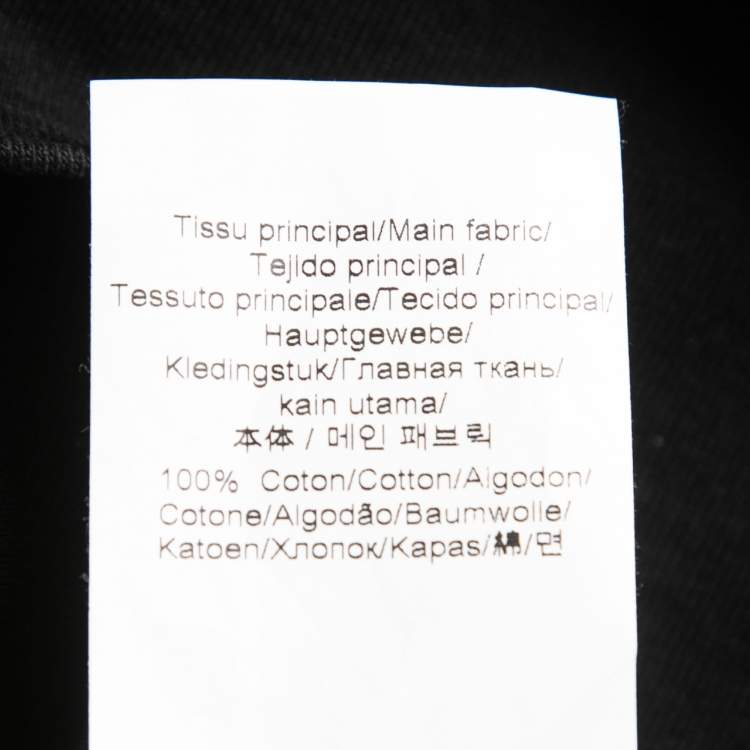 Tissu principal/Main fabric/
Tejido principal /
Tessuto principale/Tecido principal/
Hauptgewebe/
Kledingstuk/Главная ткань/
kain utama/
本体 / 메인 패브릭
100% Coton/Cotton/Algodon/
Cotone/Algodão/Baumwolle/
Katoen/Хлопок/Kapas/綿/면